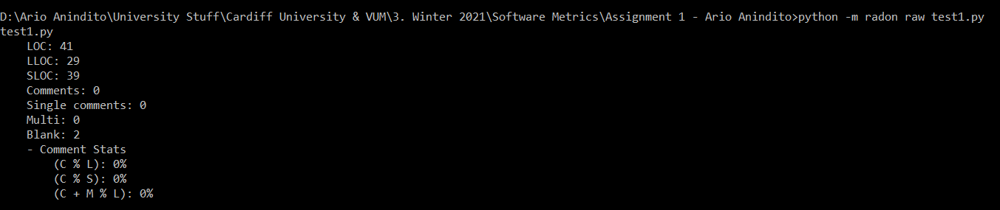 D:\Ario Anindito\University Stuff\Cardiff University & VUM\3. Winter 2021\Software Metrics\Assignment 1 - Ario Anindito>python -m radon raw test1.py
test1.py
    LOC: 41
    LLOC: 29
    SLOC: 39
    Comments: 0
    Single comments: 0
    Multi: 0
    Blank: 2
    - Comment Stats
        (C % L): 0%
        (C % S): 0%
        (C + M % L): 0%